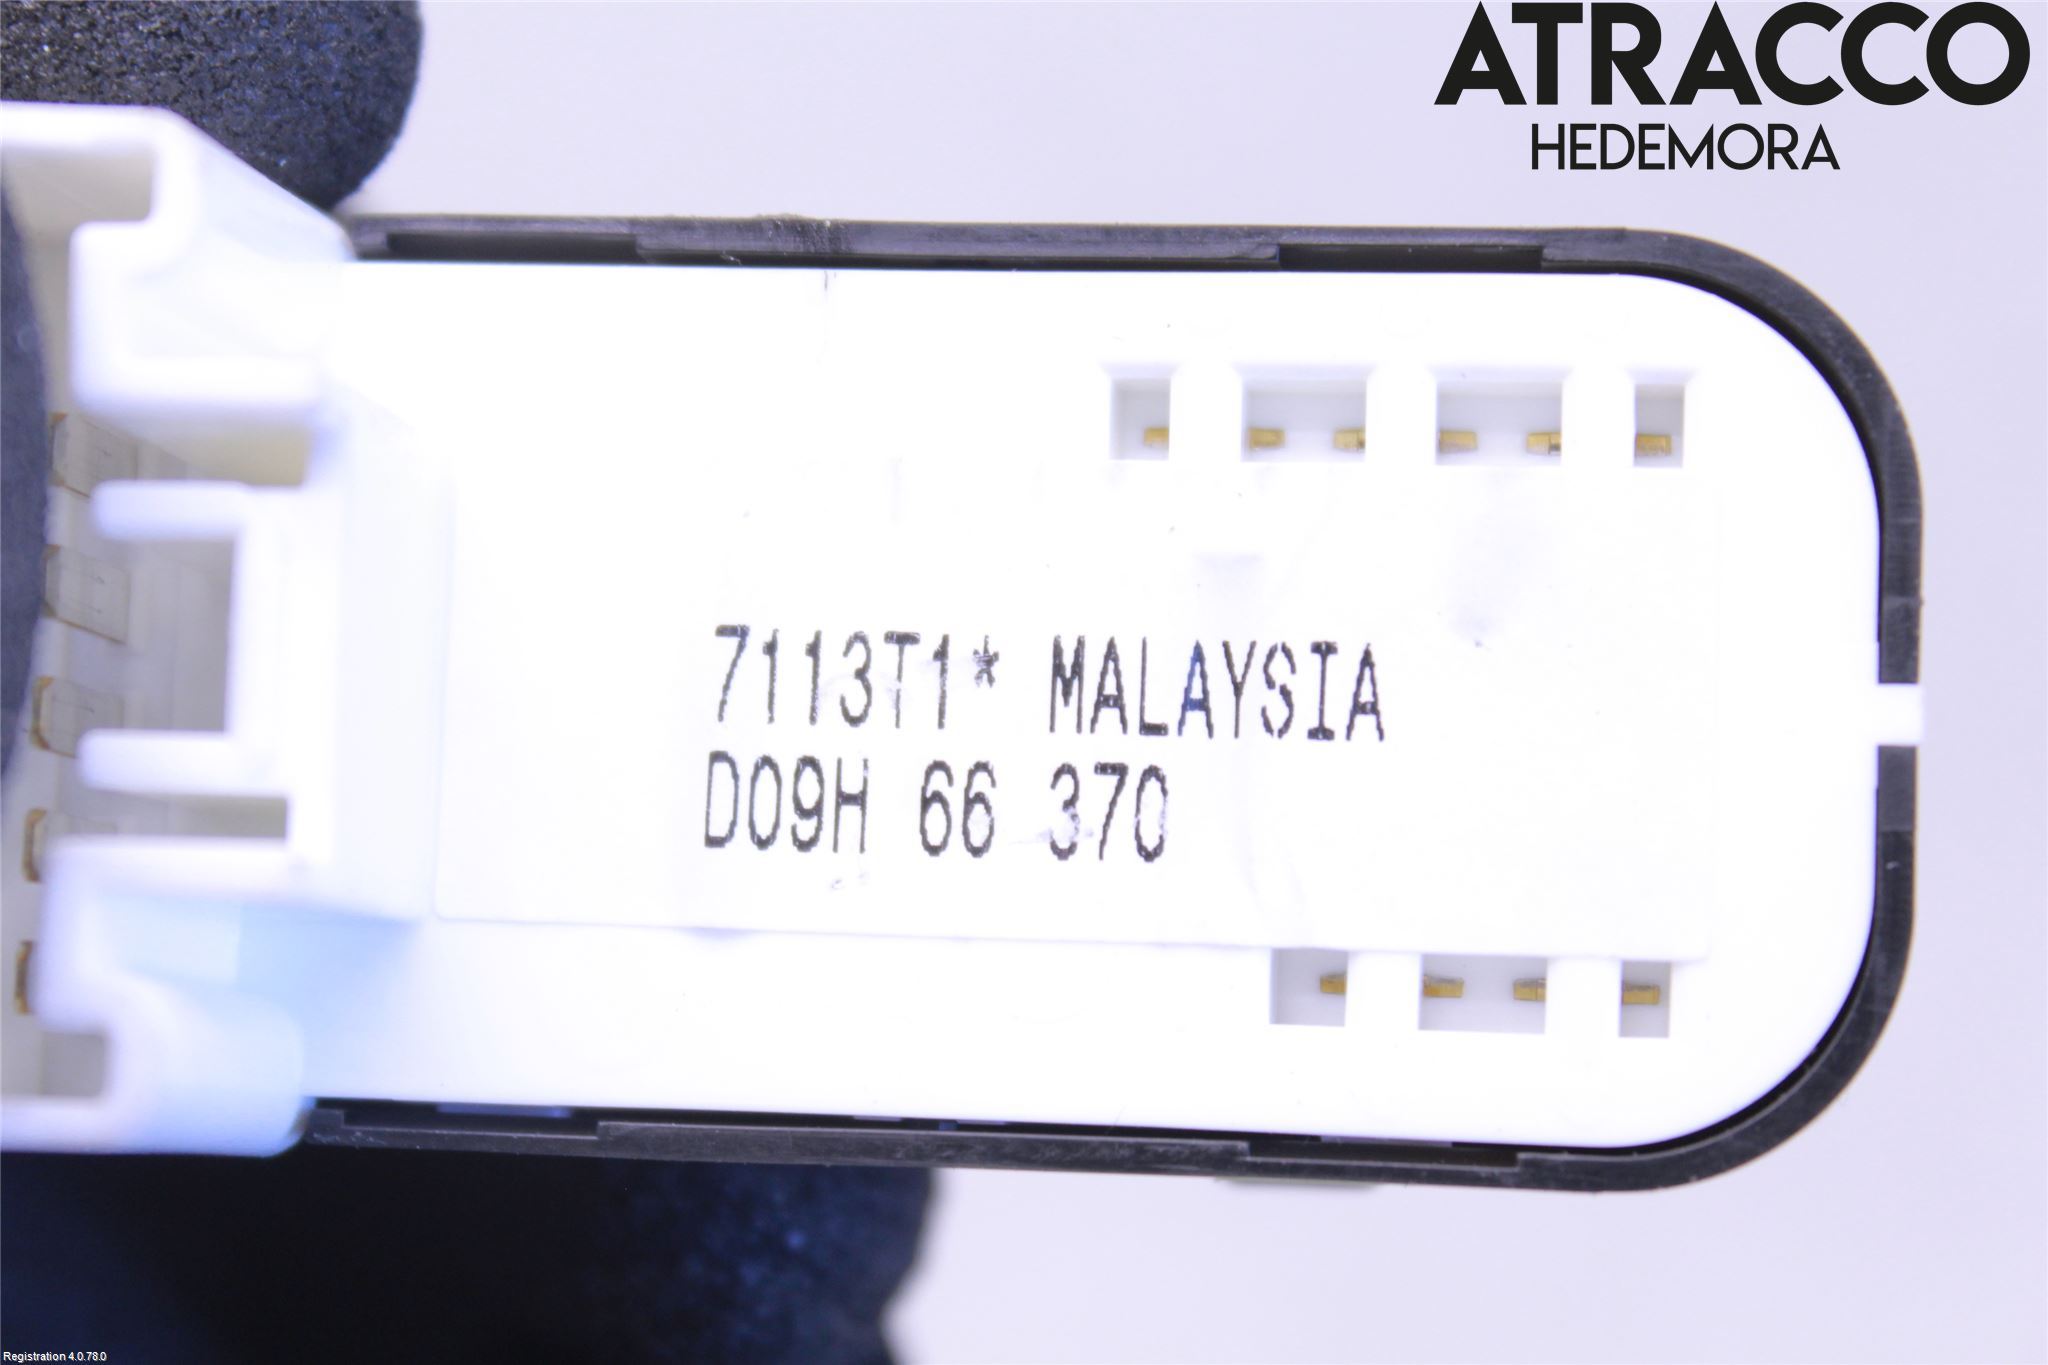 ATRACCO
HEDEMORA
7113T1* MALAYSIA
D09H 66 370
Registration 4.0.78.0